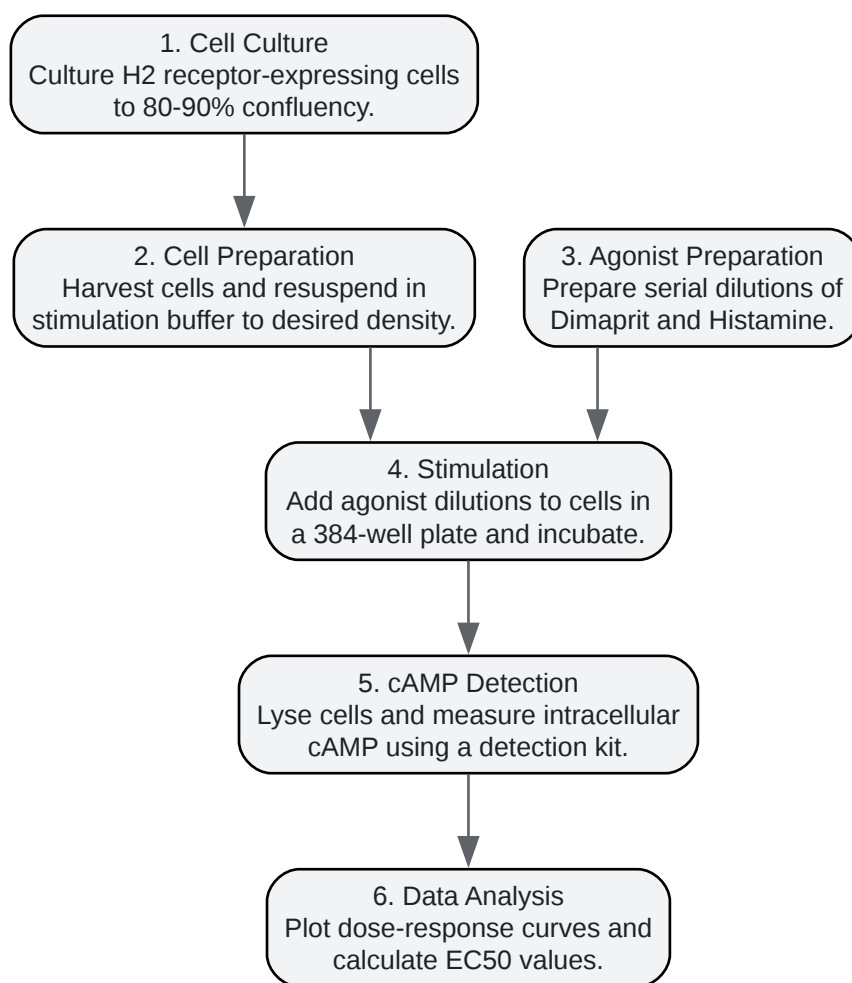 1. Cell Culture
Culture H2 receptor-expressing cells
to 80-90% confluency.
2. Cell Preparation
Harvest cells and resuspend in
stimulation buffer to desired density.
3. Agonist Preparation
Prepare serial dilutions of
Dimaprit and Histamine.
4. Stimulation
Add agonist dilutions to cells in
a 384-well plate and incubate.
5. cAMP Detection
Lyse cells and measure intracellular
cAMP using a detection kit.
6. Data Analysis
Plot dose-response curves and
calculate EC50 values.